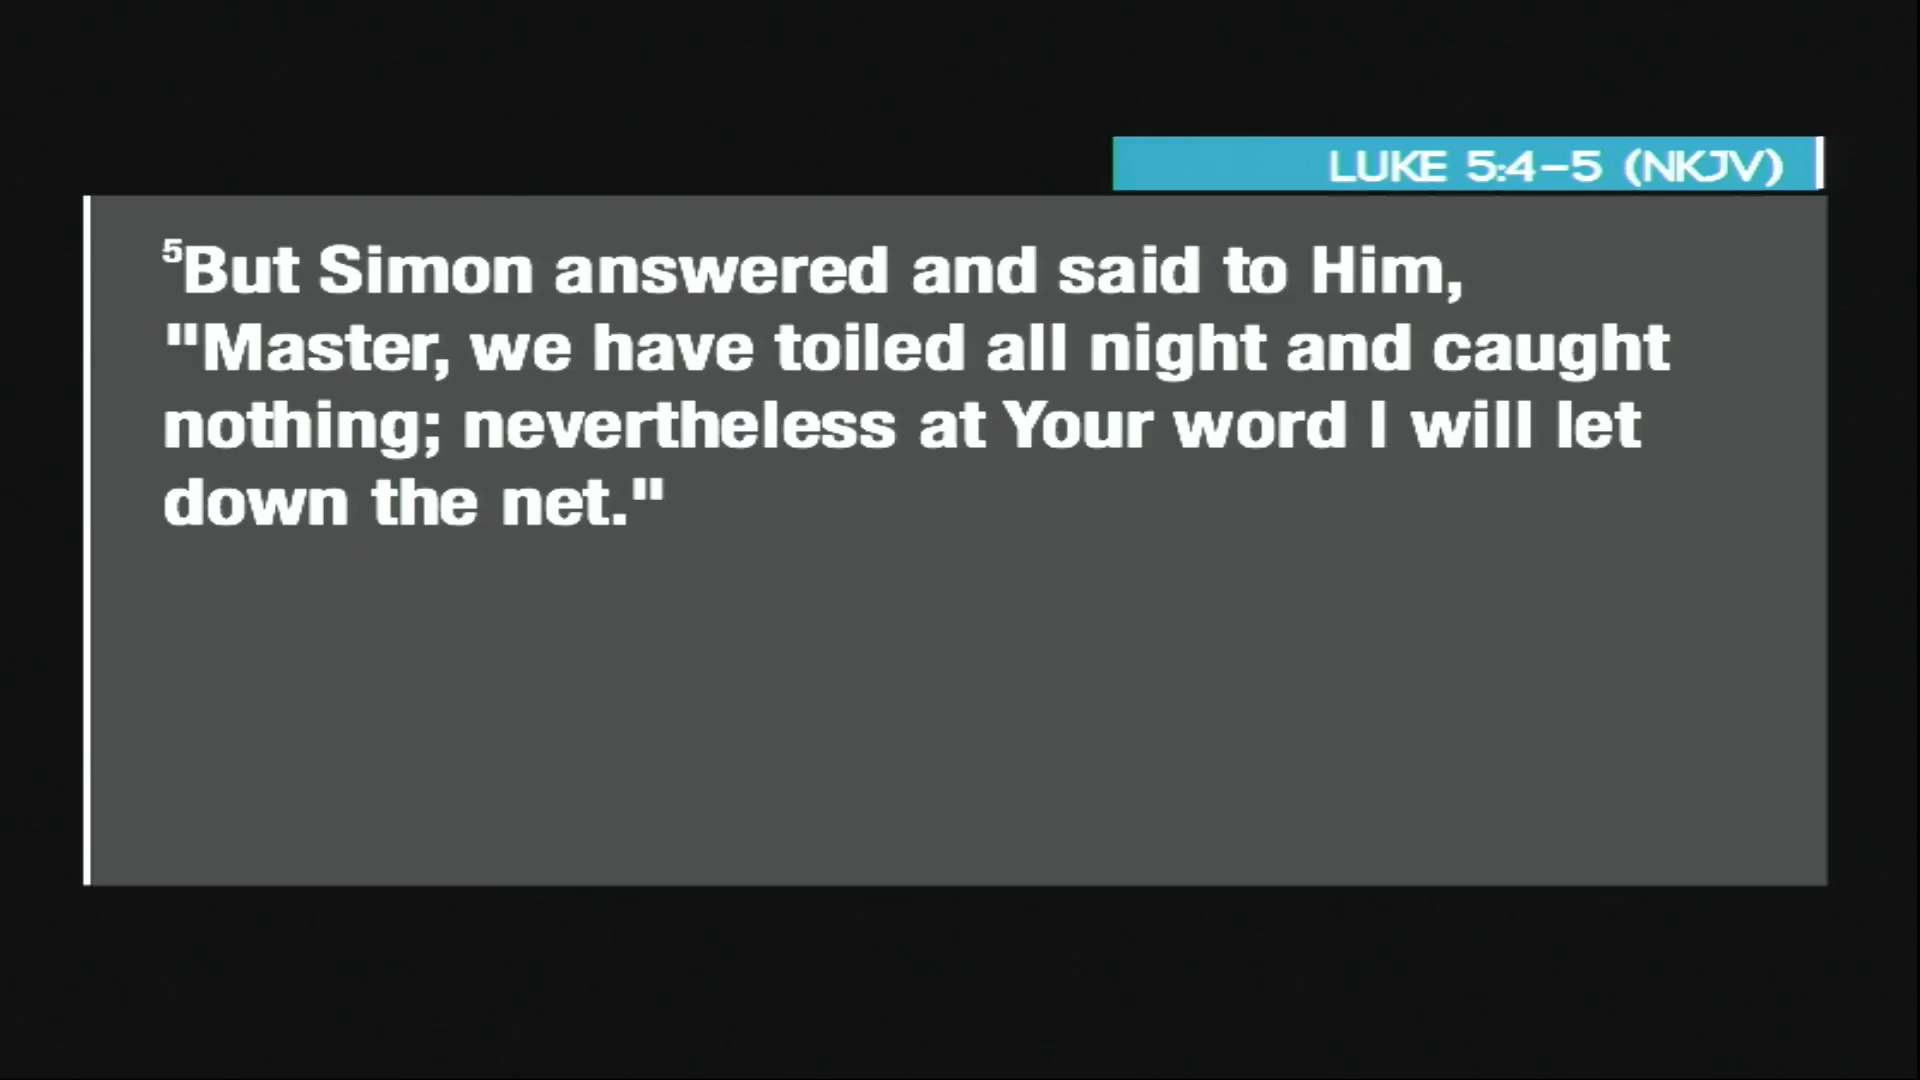 LUKE 5:4–5 (NKJV)
⁵But Simon answered and said to Him,
"Master, we have toiled all night and caught
nothing; nevertheless at Your word I will let
down the net."